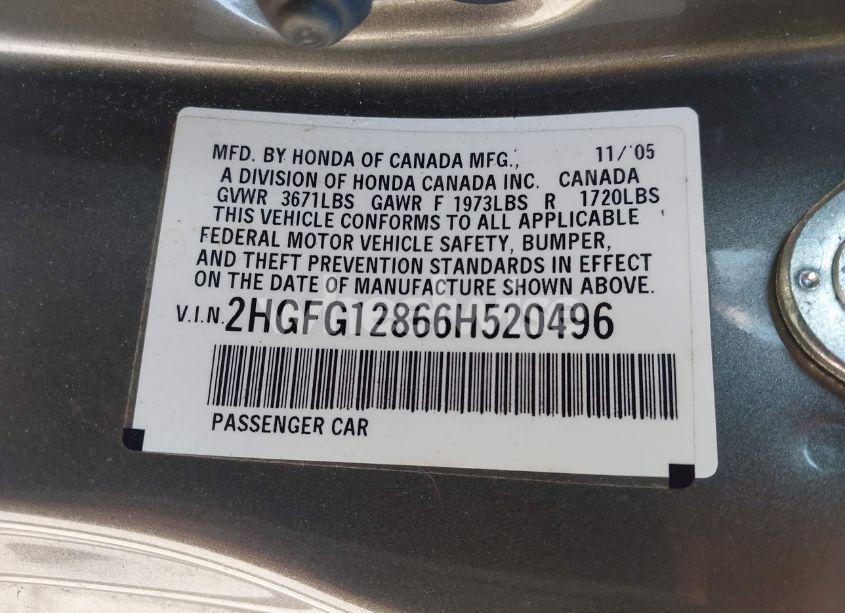 MFD. BY HONDA OF CANADA MFG., 11/'05
A DIVISION OF HONDA CANADA INC. CANADA
GVWR 3671LBS GAWR F 1973LBS R 1720LBS
THIS VEHICLE CONFORMS TO ALL APPLICABLE
FEDERAL MOTOR VEHICLE SAFETY, BUMPER,
AND THEFT PREVENTION STANDARDS IN EFFECT
ON THE DATE OF MANUFACTURE SHOWN ABOVE.
V.I.N. 2HGFG12866H520496
PASSENGER CAR